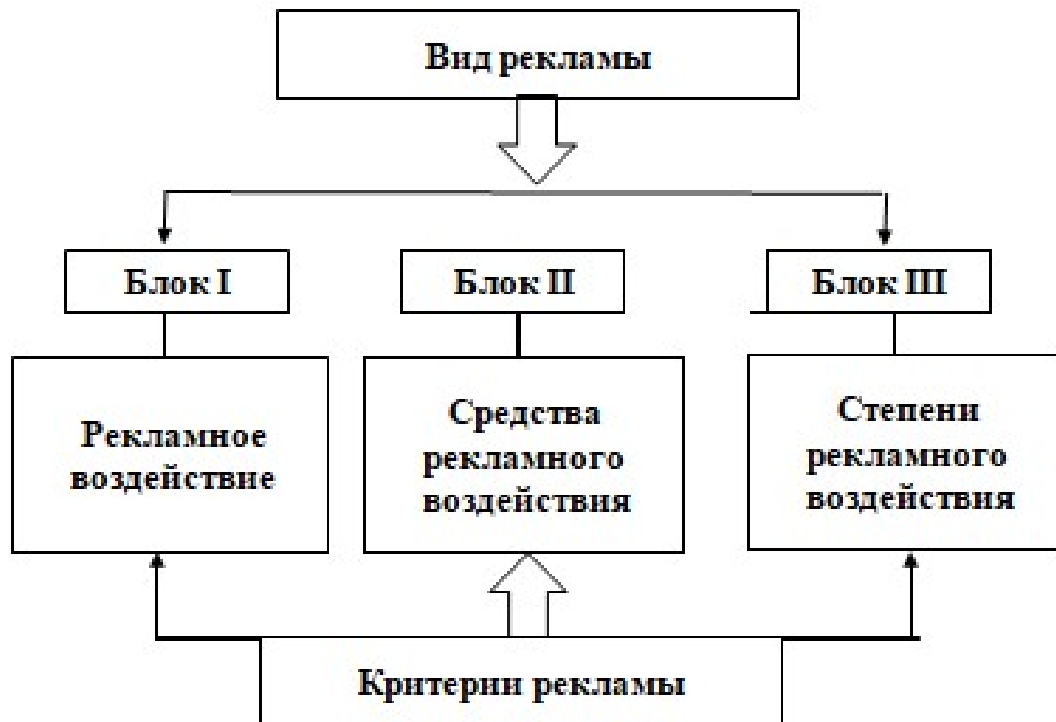 Вид рекламы
Блок I
Блок II
Блок III
Рекламное
воздействие
Средства
рекламного
воздействия
Степени
рекламного
воздействия
Критерии рекламы